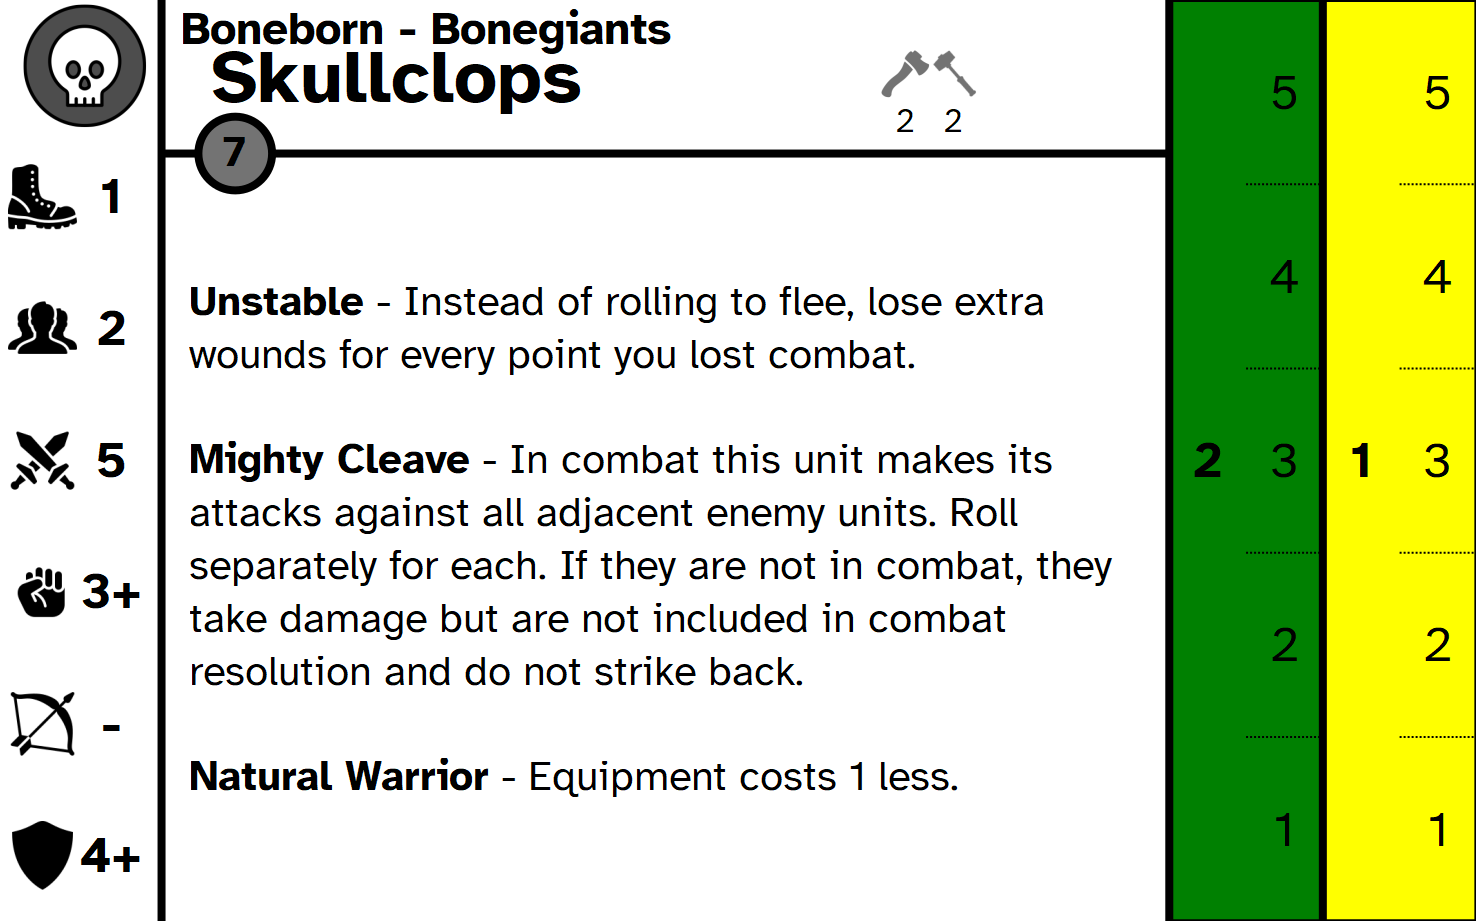 Boneborn - Bonegiants
Skullclops
2 2
7
1
2
5
3+
-
4+
Unstable - Instead of rolling to flee, lose extra
wounds for every point you lost combat.
Mighty Cleave - In combat this unit makes its
attacks against all adjacent enemy units. Roll
separately for each. If they are not in combat, they
take damage but are not included in combat
resolution and do not strike back.
Natural Warrior - Equipment costs 1 less.
5 5
4 4
2 3 1 3
2 2
1 1